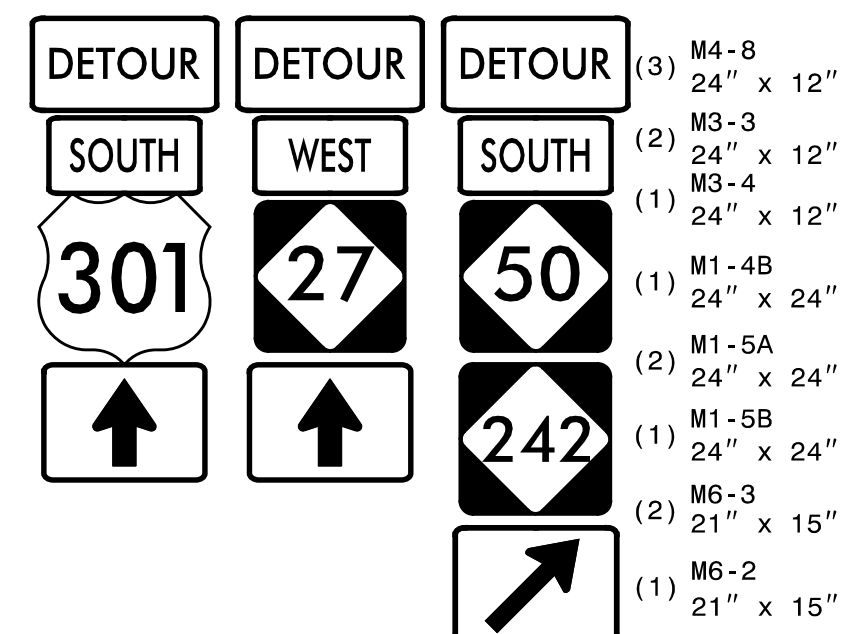 DETOUR
SOUTH
301
DETOUR
WEST
27
DETOUR
SOUTH
50
242
(3) M4-8
24" x 12"
(2) M3-3
24" x 12"
(1) M3-4
24" x 12"
(1) M1-4B
24" x 24"
(2) M1-5A
24" x 24"
(1) M1-5B
24" x 24"
(2) M6-3
21" x 15"
(1) M6-2
21" x 15"